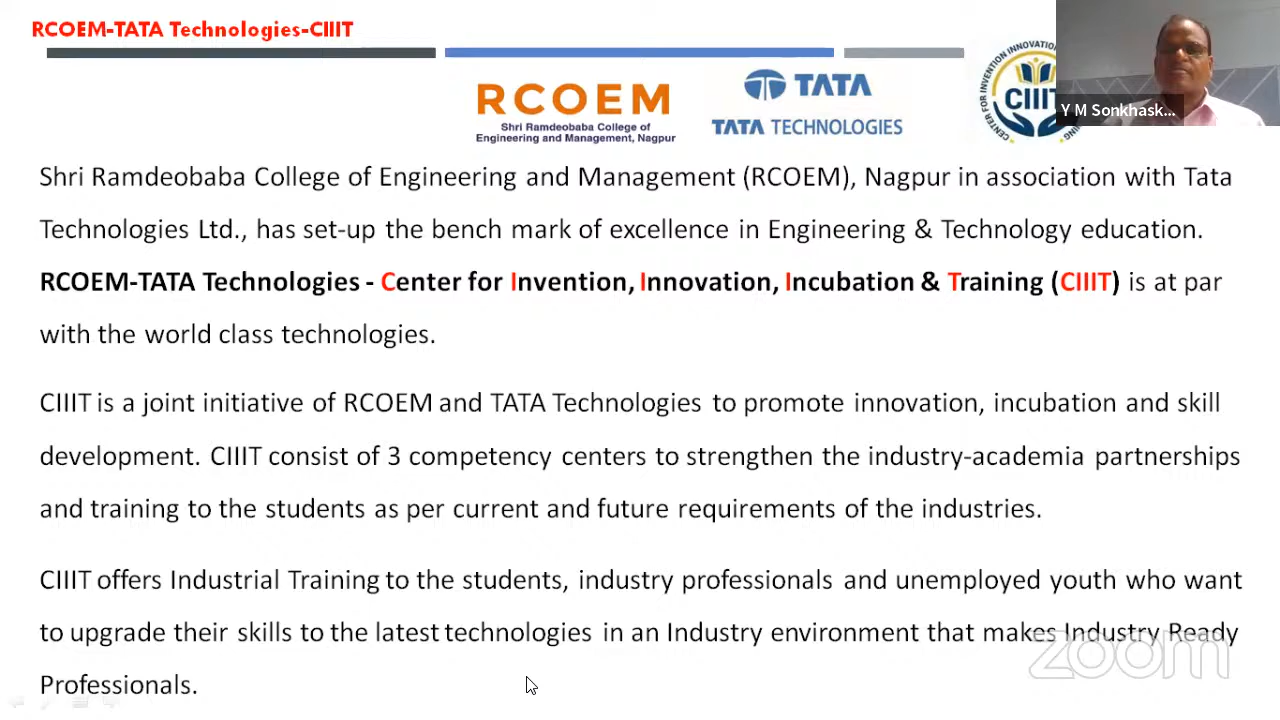 RCOEM-TATA Technologies-CIIIT
RCOEM
Shri Ramdeobaba College of
Engineering and Management, Nagpur
TATA
TATA TECHNOLOGIES
CIIIT
Y M Sonkhask...
Shri Ramdeobaba College of Engineering and Management (RCOEM), Nagpur in association with Tata
Technologies Ltd., has set-up the bench mark of excellence in Engineering & Technology education.
RCOEM-TATA Technologies - Center for Invention, Innovation, Incubation & Training (CIIIT) is at par
with the world class technologies.
CIIIT is a joint initiative of RCOEM and TATA Technologies to promote innovation, incubation and skill
development. CIIIT consist of 3 competency centers to strengthen the industry-academia partnerships
and training to the students as per current and future requirements of the industries.
CIIIT offers Industrial Training to the students, industry professionals and unemployed youth who want
to upgrade their skills to the latest technologies in an Industry environment that makes Industry Ready
Professionals.
zoom